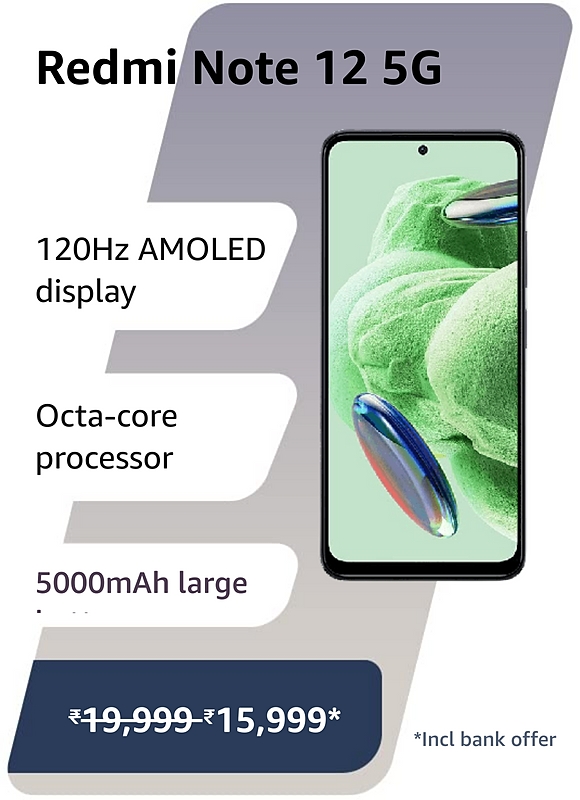 Redmi Note 12 5G
120Hz AMOLED
display
Octa-core
processor
5000mAh large
₹19,999 ₹15,999*
*Incl bank offer